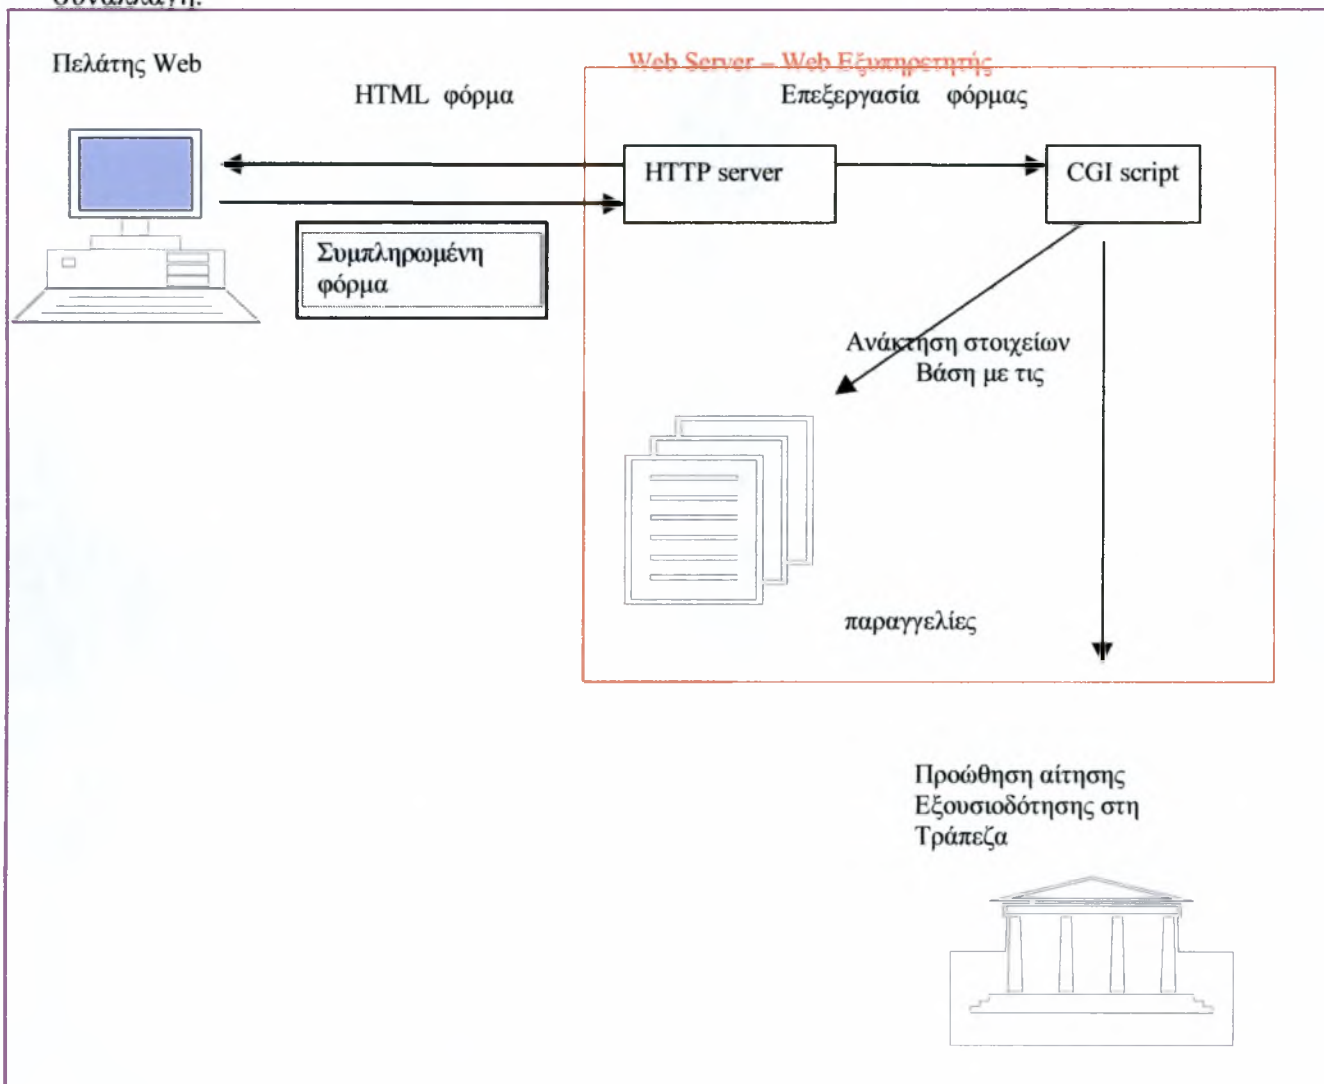 συναλλαγή.
Πελάτης Web
Web Server – Web Εξυπηρετητής
HTML φόρμα
Επεξεργασία φόρμας
HTTP server
CGI script
Συμπληρωμένη
φόρμα
Ανάκτηση στοιχείων
Βάση με τις
παραγγελίες
Προώθηση αίτησης
Εξουσιοδότησης στη
Τράπεζα